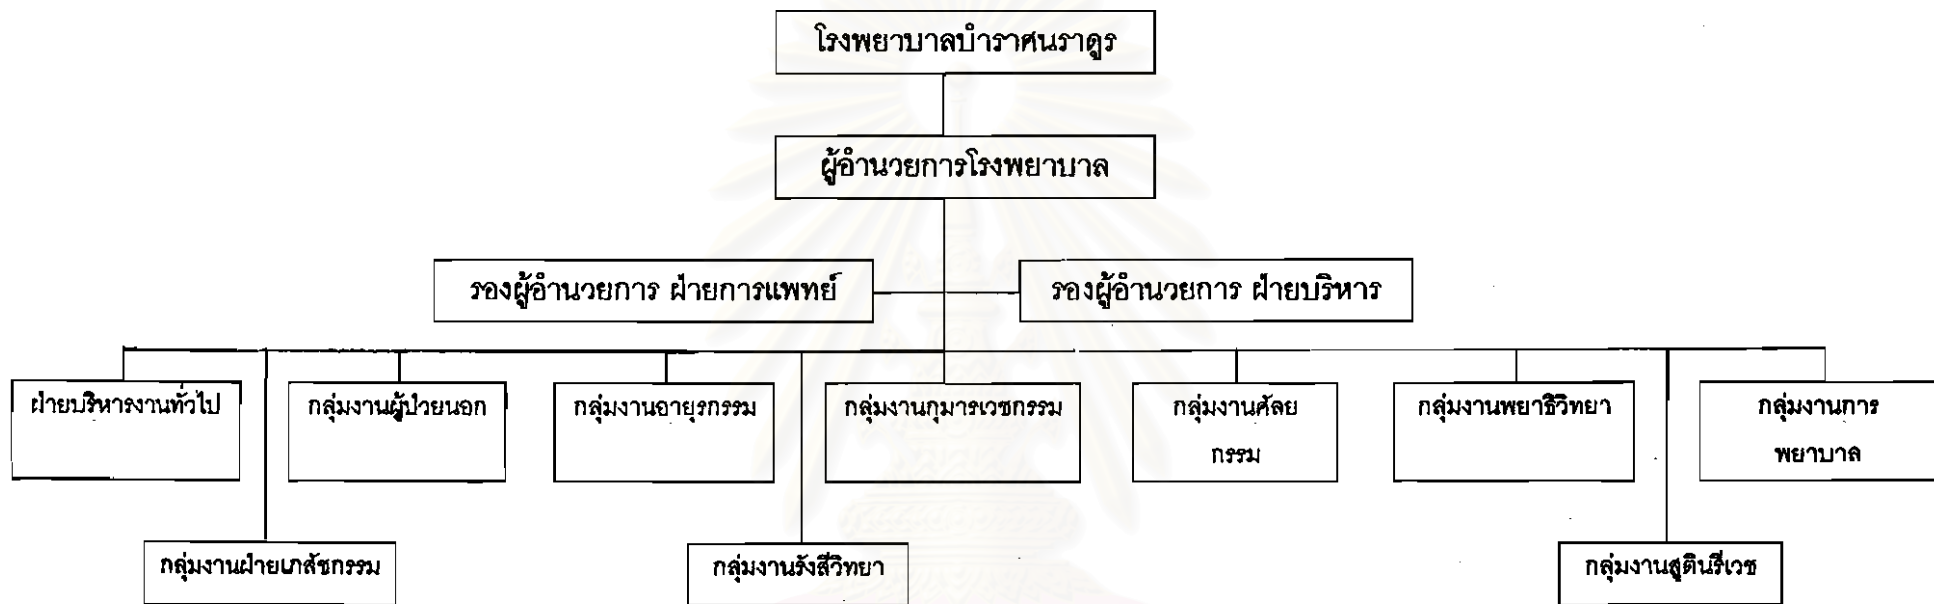 โรงพยาบาลบำราศนราดูร
ผู้อำนวยการโรงพยาบาล
รองผู้อำนวยการ ฝ่ายการแพทย์
รองผู้อำนวยการ ฝ่ายบริหาร
ฝ่ายบริหารงานทั่วไป
กลุ่มงานผู้ป่วยนอก
กลุ่มงานอายุรกรรม
กลุ่มงานกุมารเวชกรรม
กลุ่มงานศัลย
กรรม
กลุ่มงานพยาธิวิทยา
กลุ่มงานการ
พยาบาล
กลุ่มงานฝ่ายเภสัชกรรม
กลุ่มงานรังสีวิทยา
กลุ่มงานสูตินรีเวช